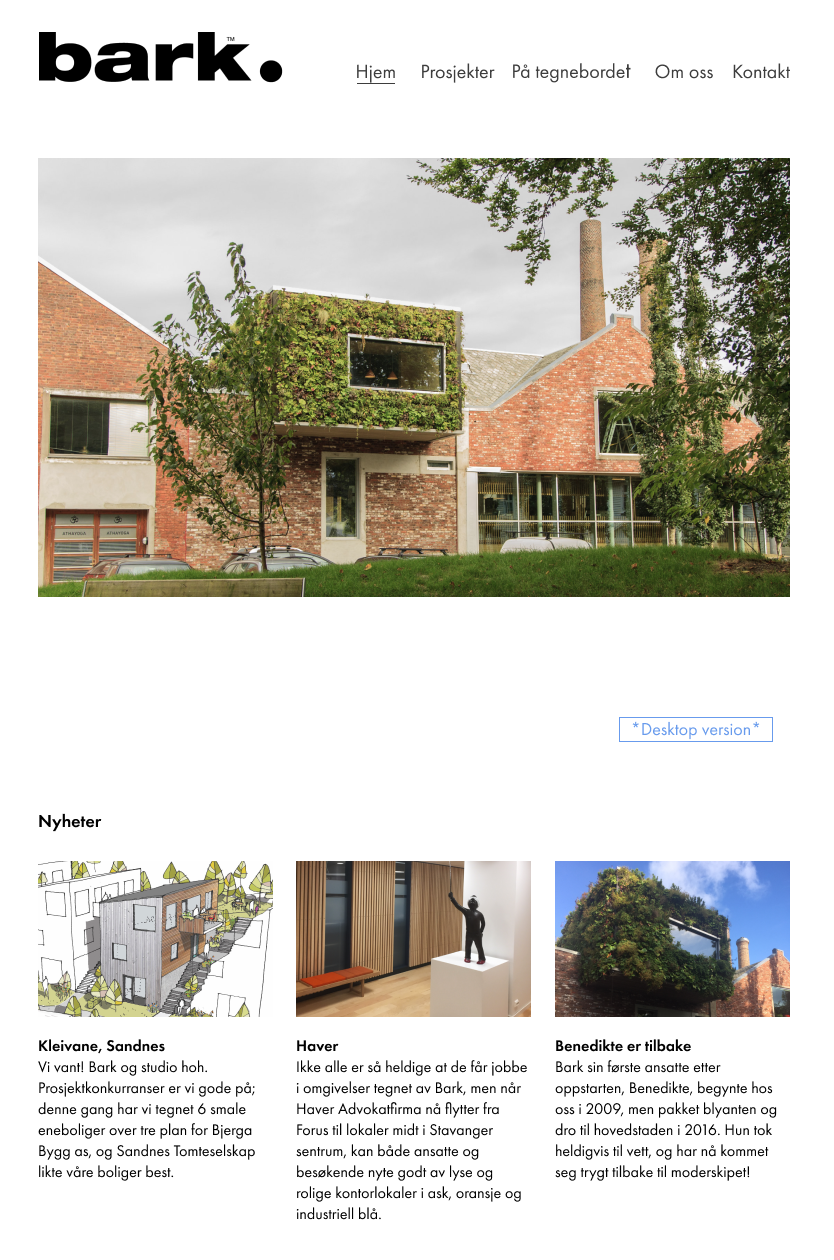 bark.™
Hjem Prosjekter På tegnebordet Om oss Kontakt
ATHAYOGA ATHAYOGA
*Desktop version*
Nyheter
Kleivane, Sandnes
Vi vant! Bark og studio hoh.
Prosjektkonkurranser er vi gode på;
denne gang har vi tegnet 6 smale
eneboliger over tre plan for Bjerga
Bygg as, og Sandnes Tomteselskap
likte våre boliger best.
Haver
Ikke alle er så heldige at de får jobbe
i omgivelser tegnet av Bark, men når
Haver Advokatfirma nå flytter fra
Forus til lokaler midt i Stavanger
sentrum, kan både ansatte og
besøkende nyte godt av lyse og
rolige kontorlokaler i ask, oransje og
industriell blå.
Benedikte er tilbake
Bark sin første ansatte etter
oppstarten, Benedikte, begynte hos
oss i 2009, men pakket blyanten og
dro til hovedstaden i 2016. Hun tok
heldigvis til vett, og har nå kommet
seg trygt tilbake til moderskipet!